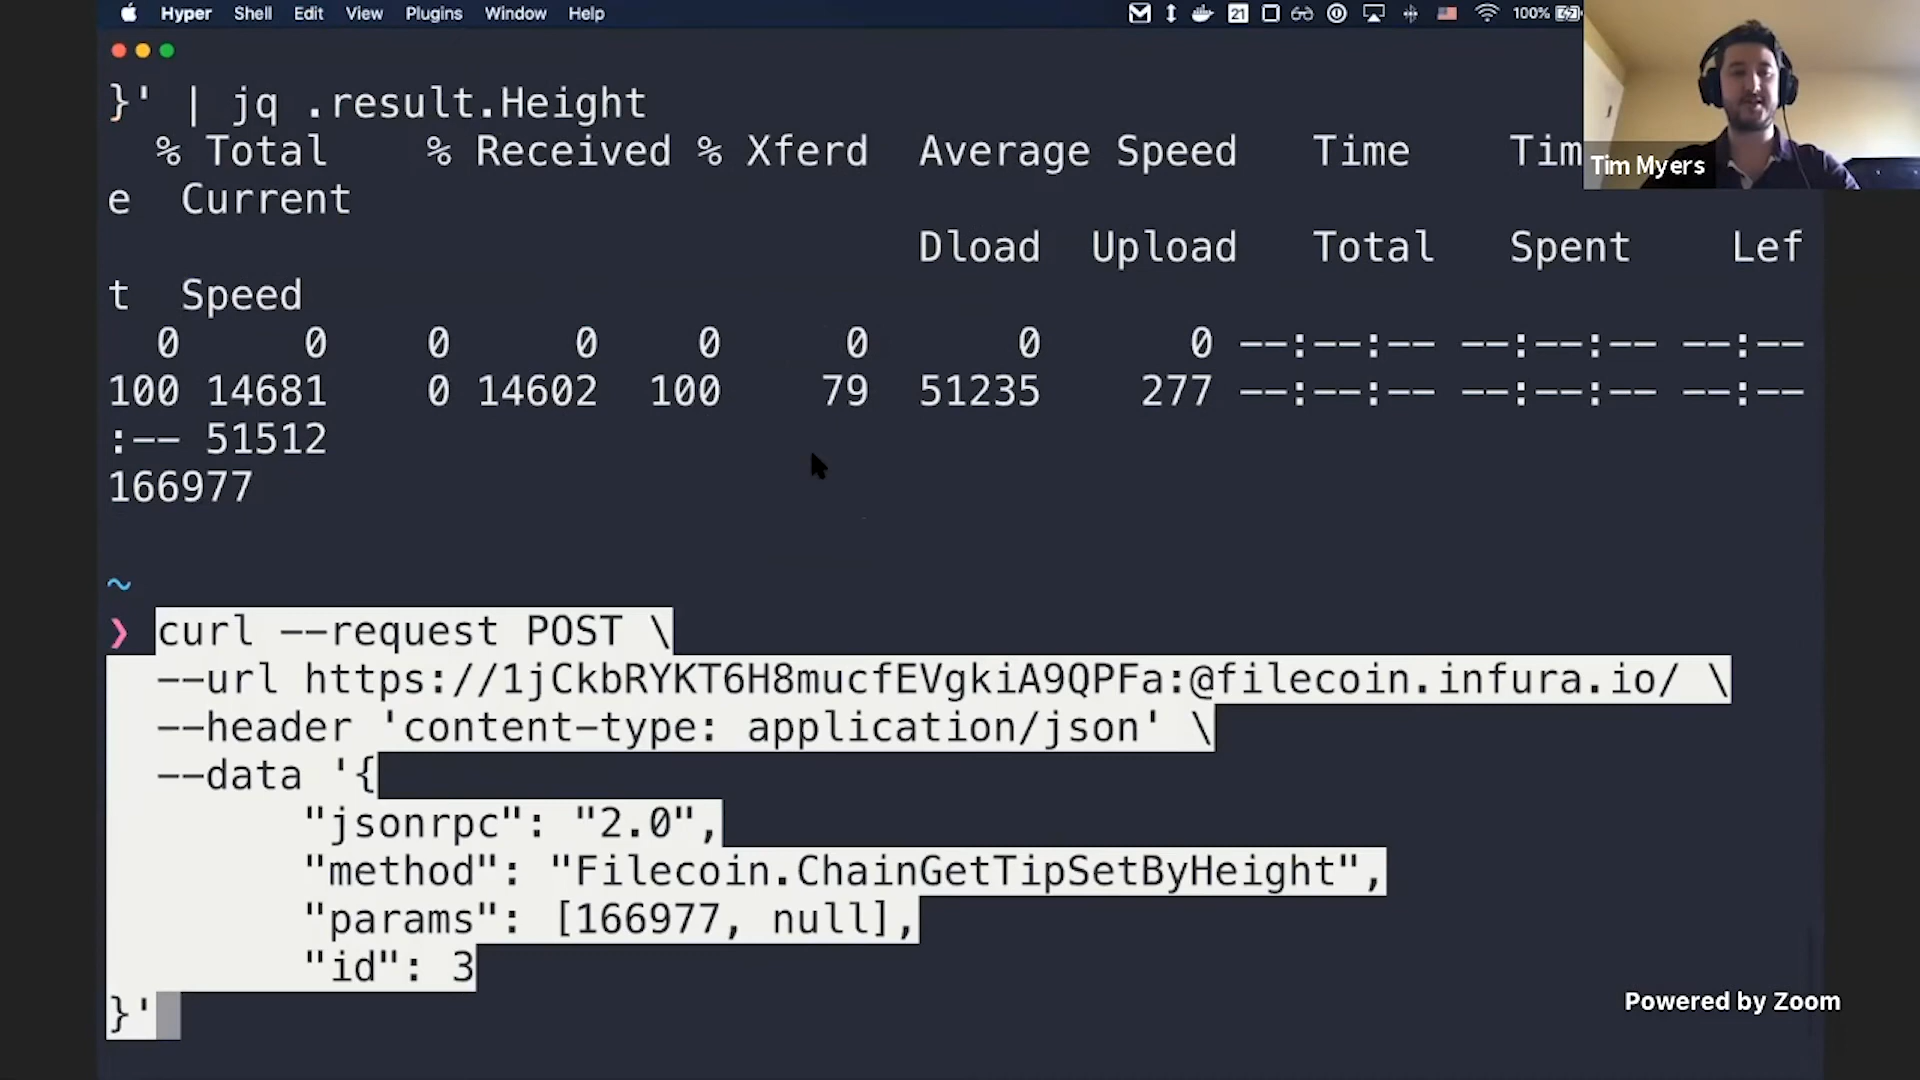 Hyper Shell Edit View Plugins Window Help 21 100%
}' | jq .result.Height
% Total % Received % Xferd Average Speed Time Tim
e Current
Dload Upload Total Spent Lef
t Speed
0 0 0 0 0 0 0 0 --:--:-- --:--:-- --:--
100 14681 0 14602 100 79 51235 277 --:--:-- --:--:-- --:--
:-- 51512
166977
~
❯ curl --request POST \
--url https://1jCkbRYKT6H8mucfEVgkiA9QPFa:@filecoin.infura.io/ \
--header 'content-type: application/json' \
--data '{
"jsonrpc": "2.0",
"method": "Filecoin.ChainGetTipSetByHeight",
"params": [166977, null],
"id": 3
}'
Tim Myers
Powered by Zoom